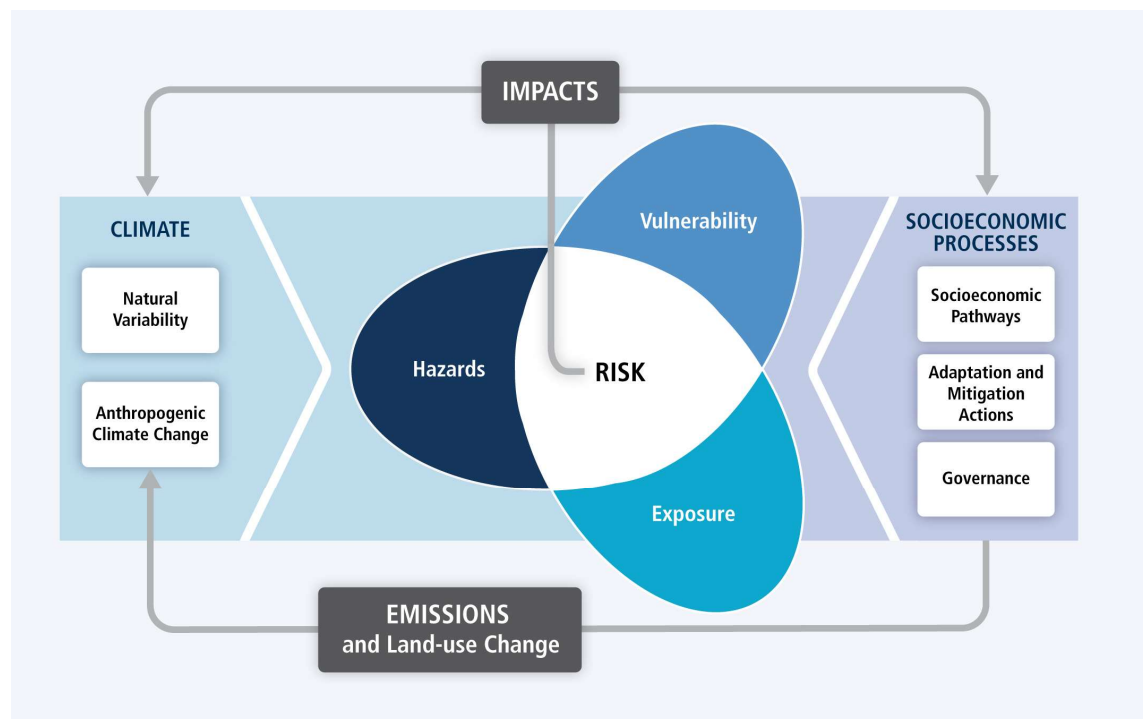 IMPACTS
CLIMATE
Natural
Variability
Anthropogenic
Climate Change
Vulnerability
Hazards
RISK
Exposure
SOCIOECONOMIC
PROCESSES
Socioeconomic
Pathways
Adaptation and
Mitigation
Actions
Governance
EMISSIONS
and Land-use Change